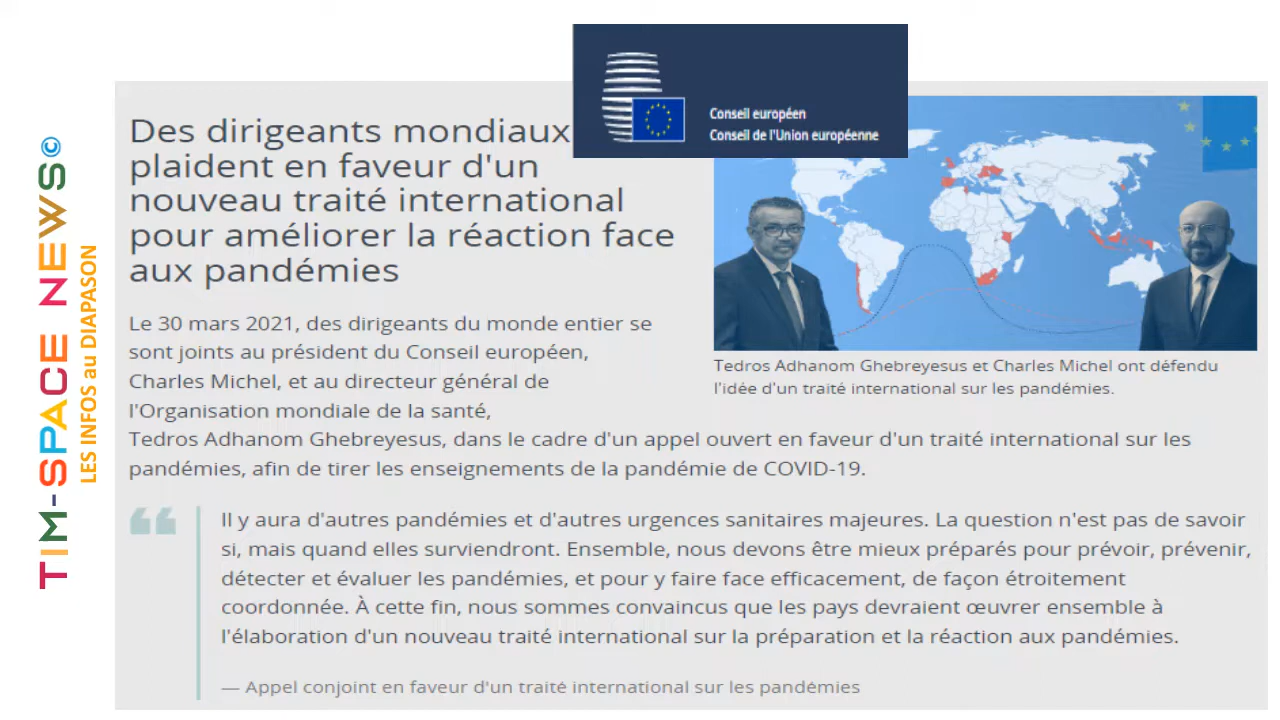 TIM-SPACE NEWS©
LES INFOS au DIAPASON
Conseil européen
Conseil de l'Union européenne
Des dirigeants mondiaux
plaident en faveur d'un
nouveau traité international
pour améliorer la réaction face
aux pandémies
Le 30 mars 2021, des dirigeants du monde entier se
sont joints au président du Conseil européen,
Charles Michel, et au directeur général de
l'Organisation mondiale de la santé,
Tedros Adhanom Ghebreyesus, dans le cadre d'un appel ouvert en faveur d'un traité international sur les
pandémies, afin de tirer les enseignements de la pandémie de COVID-19.
Tedros Adhanom Ghebreyesus et Charles Michel ont défendu
l'idée d'un traité international sur les pandémies.
Il y aura d'autres pandémies et d'autres urgences sanitaires majeures. La question n'est pas de savoir
si, mais quand elles surviendront. Ensemble, nous devons être mieux préparés pour prévoir, prévenir,
détecter et évaluer les pandémies, et pour y faire face efficacement, de façon étroitement
coordonnée. À cette fin, nous sommes convaincus que les pays devraient œuvrer ensemble à
l'élaboration d'un nouveau traité international sur la préparation et la réaction aux pandémies.
— Appel conjoint en faveur d'un traité international sur les pandémies